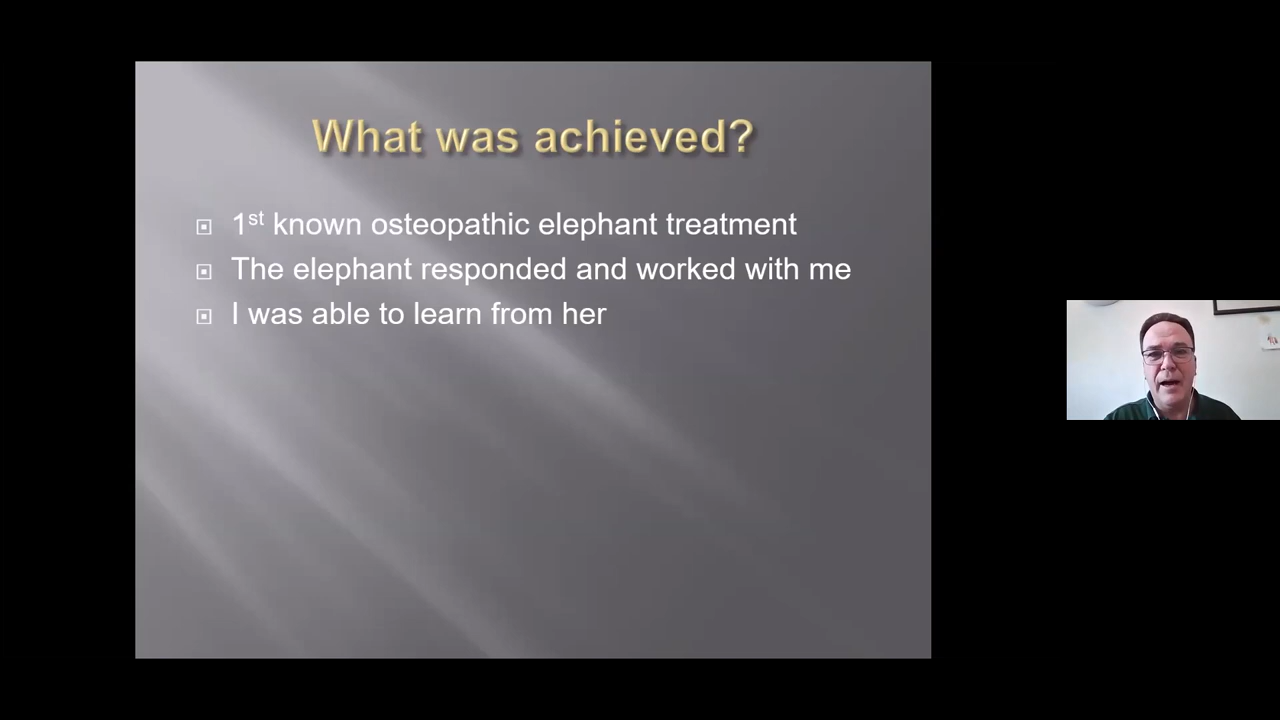 What was achieved?
1st known osteopathic elephant treatment
The elephant responded and worked with me
I was able to learn from her